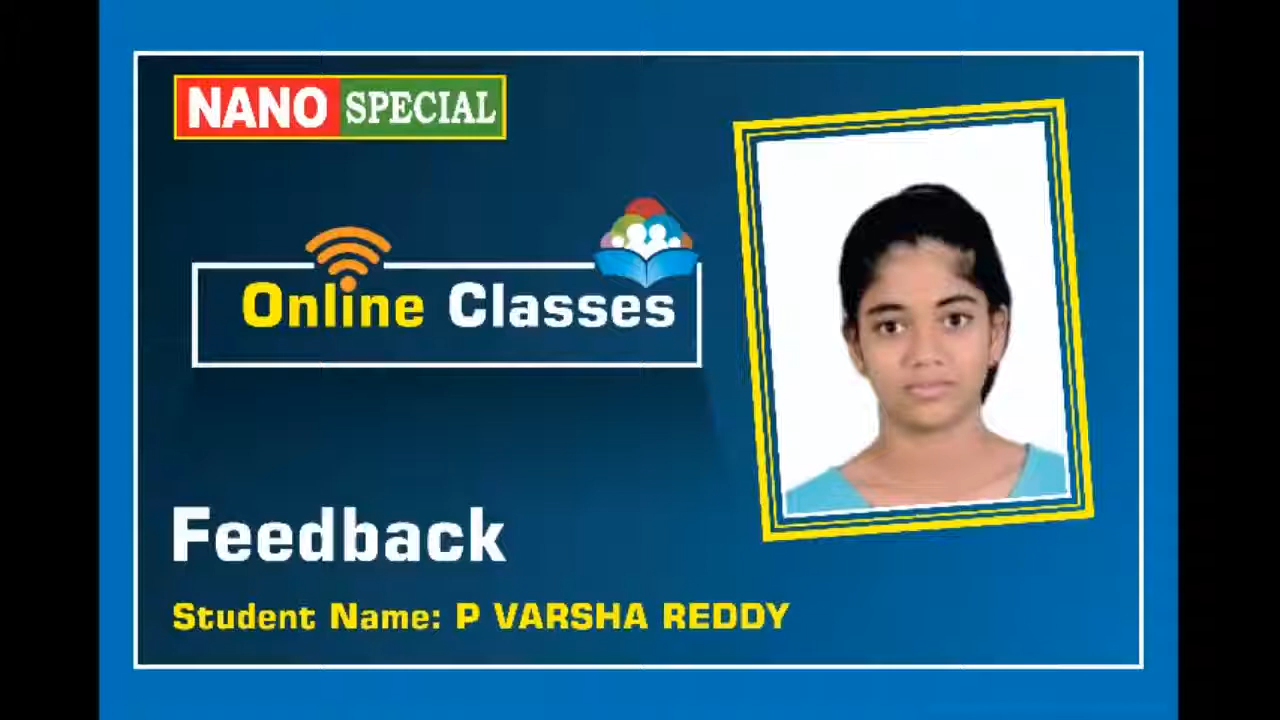 NANO SPECIAL
Online Classes
Feedback
Student Name: P VARSHA REDDY